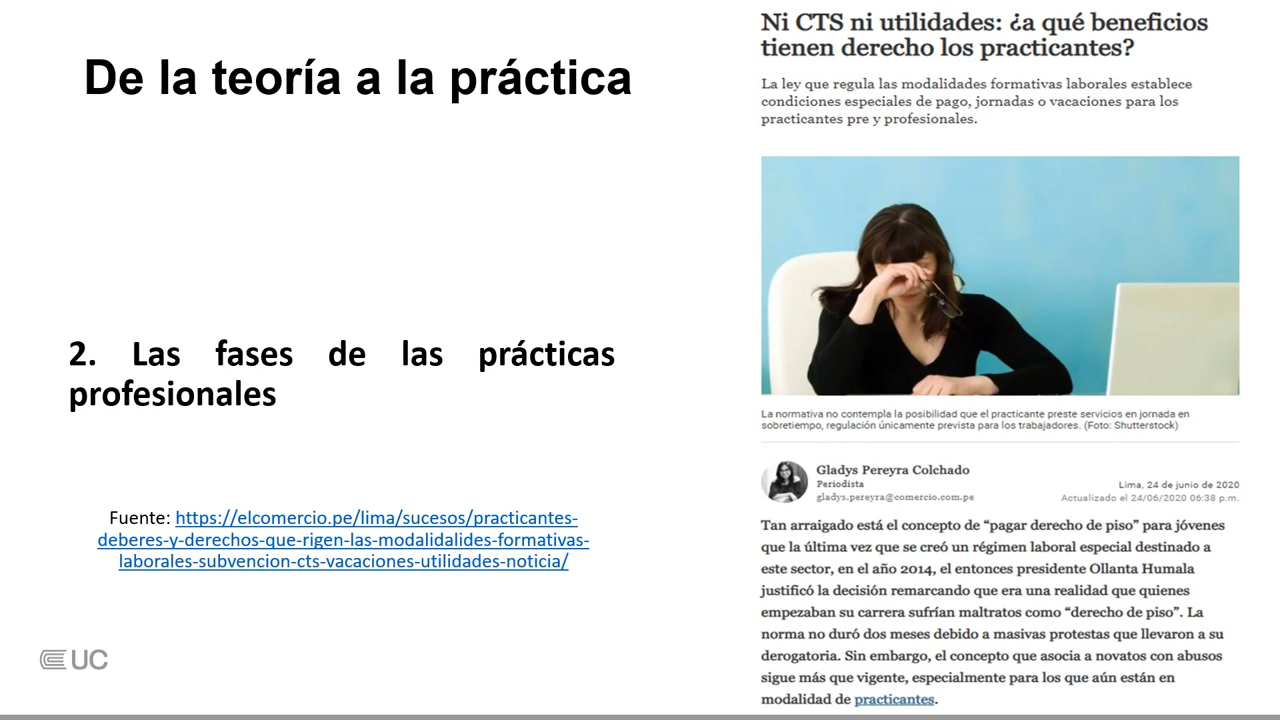 De la teoría a la práctica
2. Las fases de las prácticas
profesionales
Fuente: https://elcomercio.pe/lima/sucesos/practicantes-
deberes-y-derechos-que-rigen-las-modalidalides-formativas-
laborales-subvencion-cts-vacaciones-utilidades-noticia/
UC
Ni CTS ni utilidades: ¿a qué beneficios
tienen derecho los practicantes?
La ley que regula las modalidades formativas laborales establece
condiciones especiales de pago, jornadas o vacaciones para los
practicantes pre y profesionales.
La normativa no contempla la posibilidad que el practicante preste servicios en jornada en
sobretiempo, regulación únicamente prevista para los trabajadores. (Foto: Shutterstock)
Gladys Pereyra Colchado
Periodista
gladys.pereyra@comercio.com.pe
Lima, 24 de junio de 2020
Actualizado el 24/06/2020 06:38 p.m.
Tan arraigado está el concepto de “pagar derecho de piso” para jóvenes
que la última vez que se creó un régimen laboral especial destinado a
este sector, en el año 2014, el entonces presidente Ollanta Humala
justificó la decisión remarcando que era una realidad que quienes
empezaban su carrera sufrían maltratos como “derecho de piso”. La
norma no duró dos meses debido a masivas protestas que llevaron a su
derogatoria. Sin embargo, el concepto que asocia a novatos con abusos
sigue más que vigente, especialmente para los que aún están en
modalidad de practicantes.